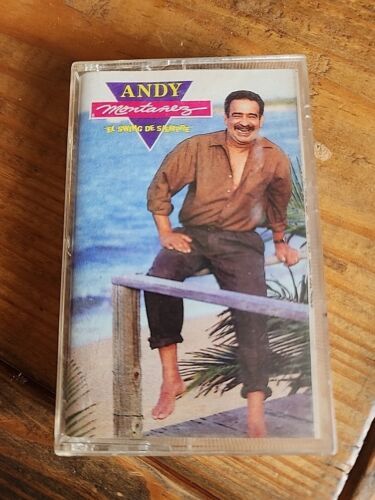 ANDY
Montañez
EL SWING DE SIEMPRE